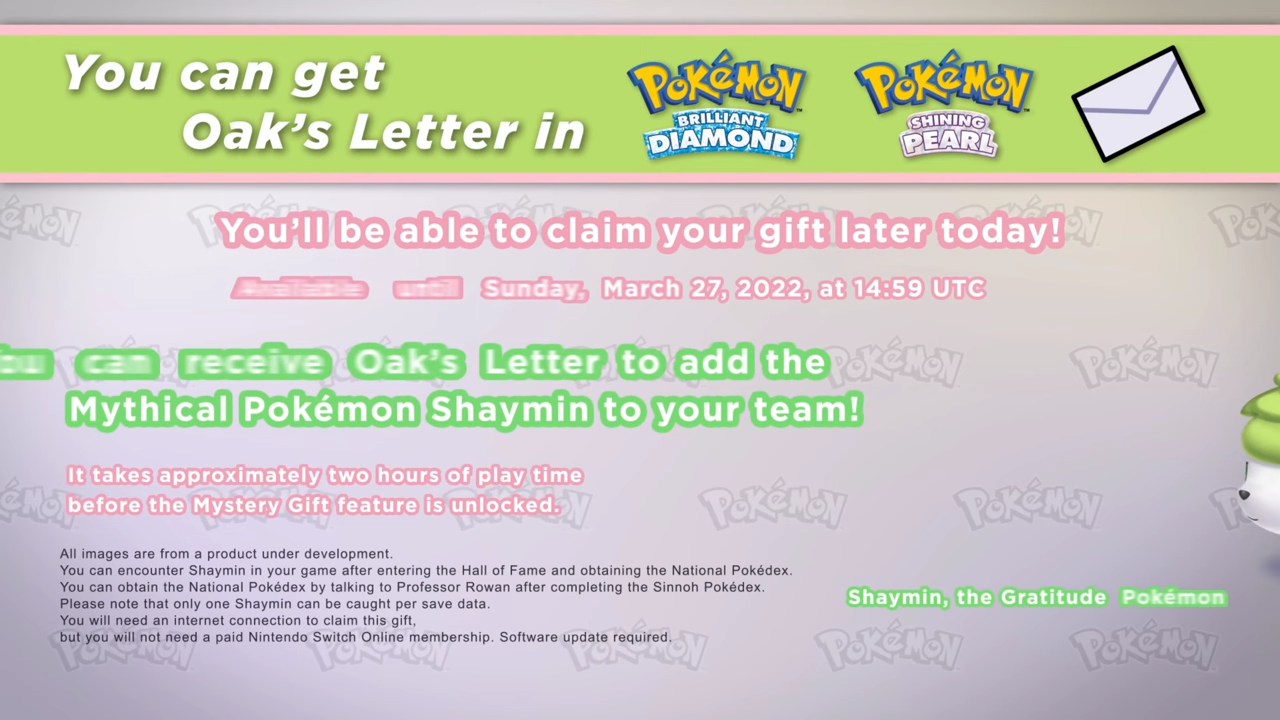 You can get
Oak's Letter in
POKÉMON
BRILLIANT
DIAMOND
POKÉMON
SHINING
PEARL
You'll be able to claim your gift later today!
Available until Sunday, March 27, 2022, at 14:59 UTC
can receive Oak's Letter to add the
Mythical Pokémon Shaymin to your team!
It takes approximately two hours of play time
before the Mystery Gift feature is unlocked.
All images are from a product under development.
You can encounter Shaymin in your game after entering the Hall of Fame and obtaining the National Pokédex.
You can obtain the National Pokédex by talking to Professor Rowan after completing the Sinnoh Pokédex.
Please note that only one Shaymin can be caught per save data.
You will need an internet connection to claim this gift,
but you will not need a paid Nintendo Switch Online membership. Software update required.
Shaymin, the Gratitude Pokémon